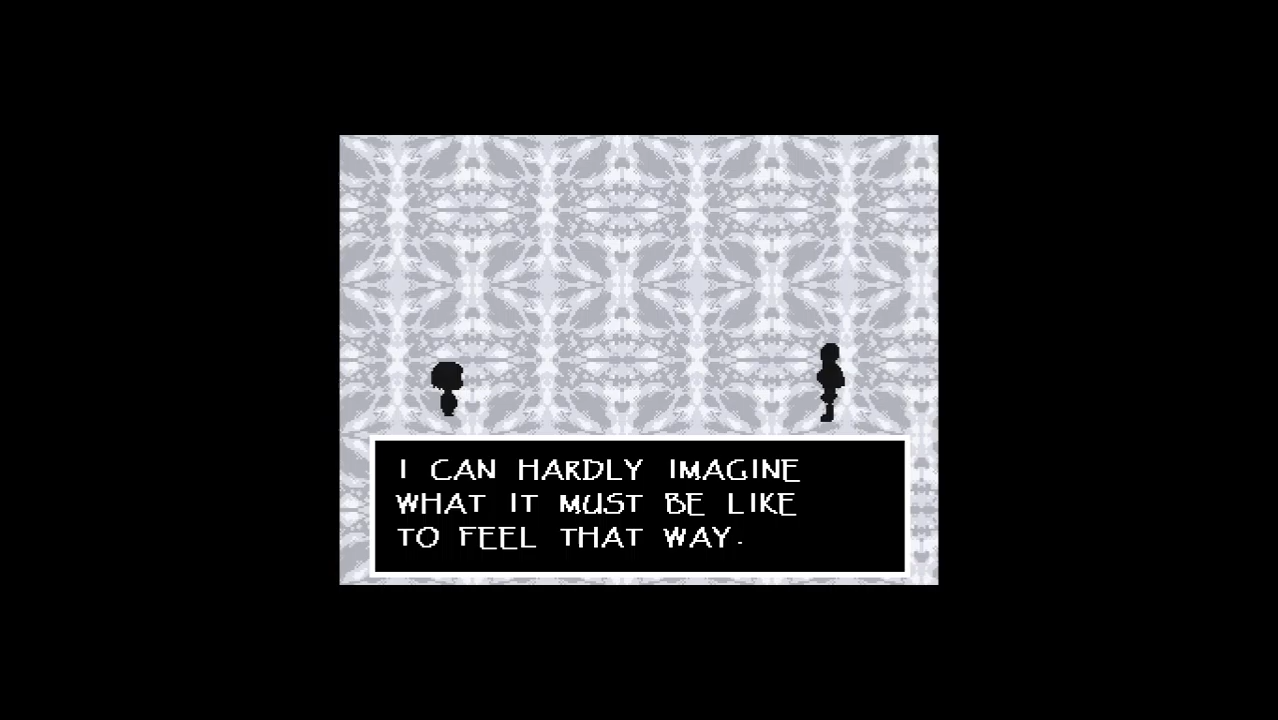 I CAN HARDLY IMAGINE
WHAT IT MUST BE LIKE
TO FEEL THAT WAY.